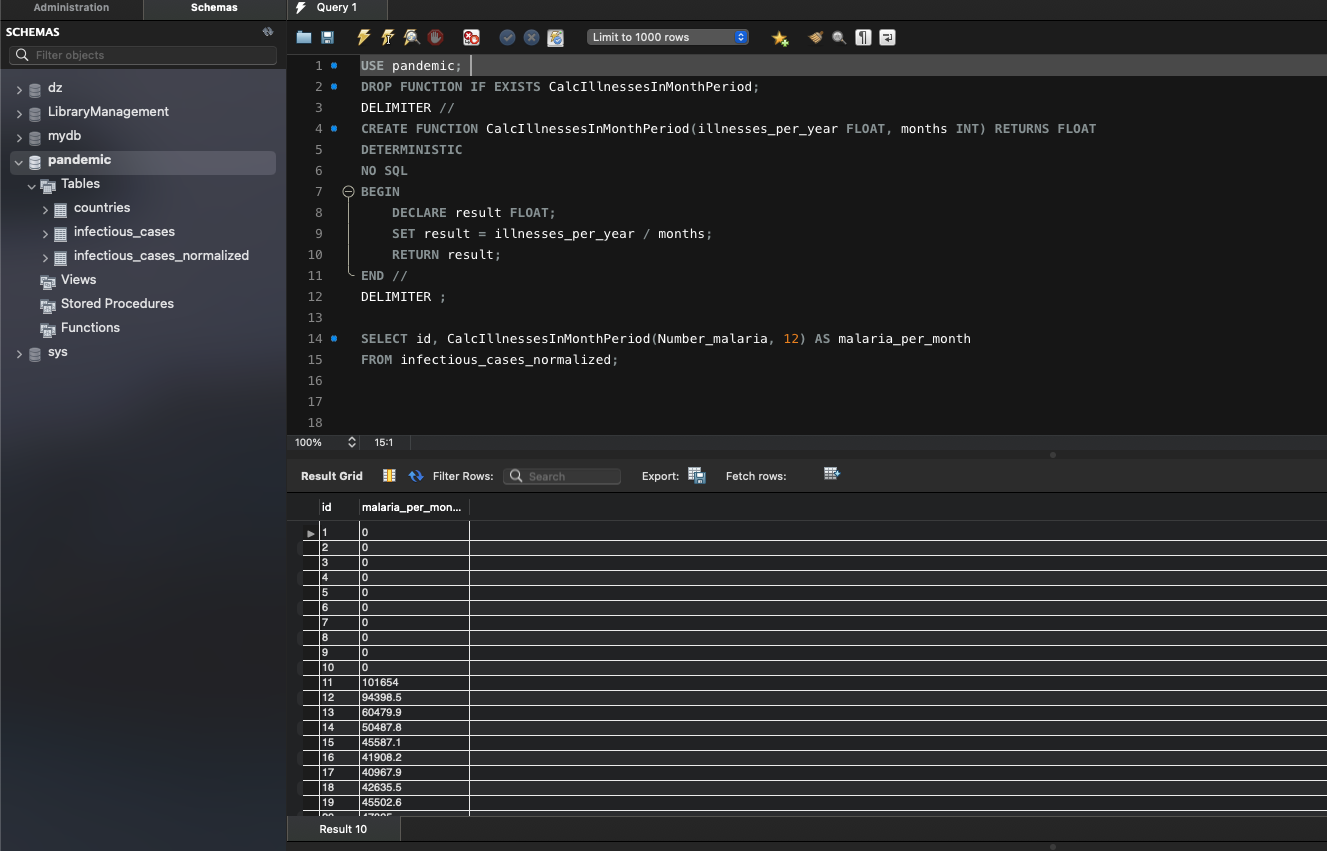 Administration
Schemas
Query 1
SCHEMAS
Filter objects
dz
LibraryManagement
mydb
pandemic
Tables
countries
infectious_cases
infectious_cases_normalized
Views
Stored Procedures
Functions
sys
Limit to 1000 rows
1 USE pandemic;
2 DROP FUNCTION IF EXISTS CalcIllnessesInMonthPeriod;
3 DELIMITER //
4 CREATE FUNCTION CalcIllnessesInMonthPeriod(illnesses_per_year FLOAT, months INT) RETURNS FLOAT
5 DETERMINISTIC
6 NO SQL
7 BEGIN
8 DECLARE result FLOAT;
9 SET result = illnesses_per_year / months;
10 RETURN result;
11 END //
12 DELIMITER ;
13
14 SELECT id, CalcIllnessesInMonthPeriod(Number_malaria, 12) AS malaria_per_month
15 FROM infectious_cases_normalized;
16
17
18
100% 15:1
Result Grid Filter Rows: Search Export: Fetch rows:
id malaria_per_mon...
1 0
2 0
3 0
4 0
5 0
6 0
7 0
8 0
9 0
10 0
11 101654
12 94398.5
13 60479.9
14 50487.8
15 45587.1
16 41908.2
17 40967.9
18 42635.5
19 45502.6
Result 10